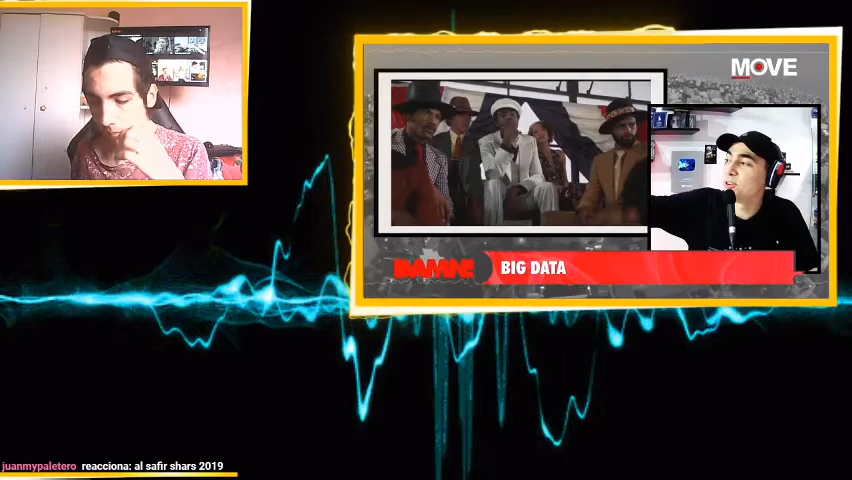 MOVE
DAMN!
BIG DATA
juanmypaletero reacciona: al safir shars 2019